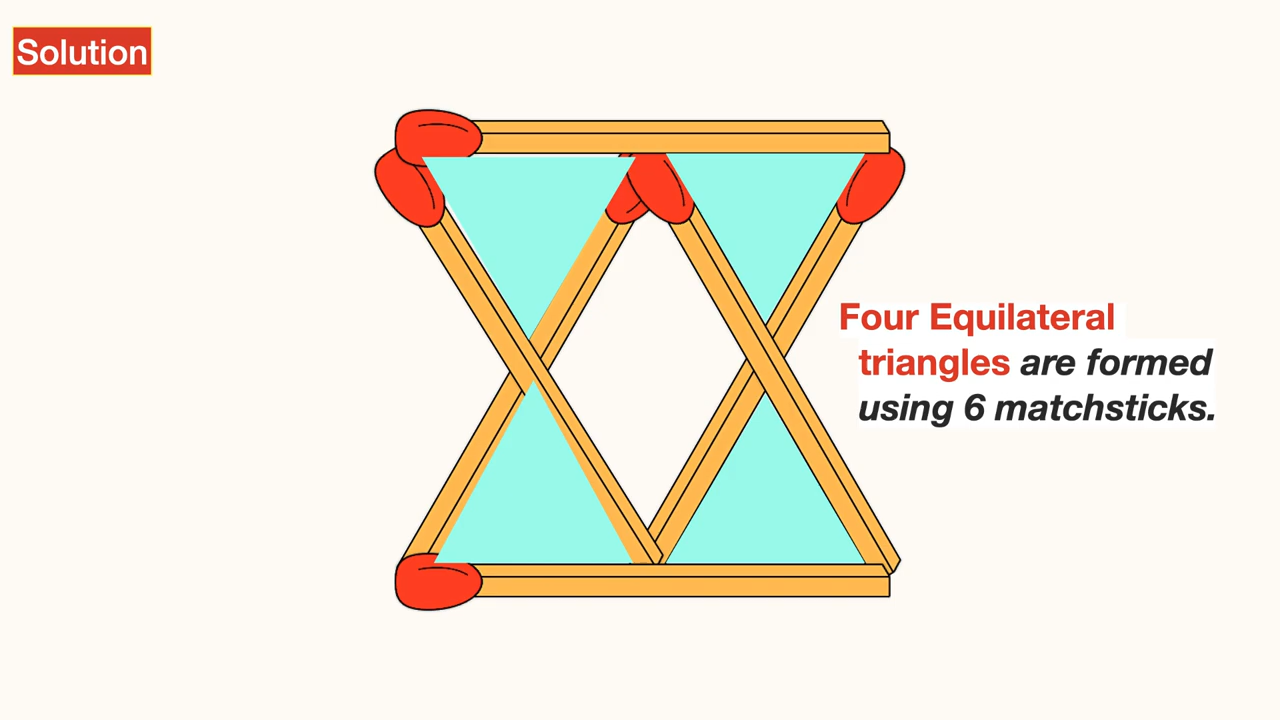 Solution
Four Equilateral
triangles are formed
using 6 matchsticks.